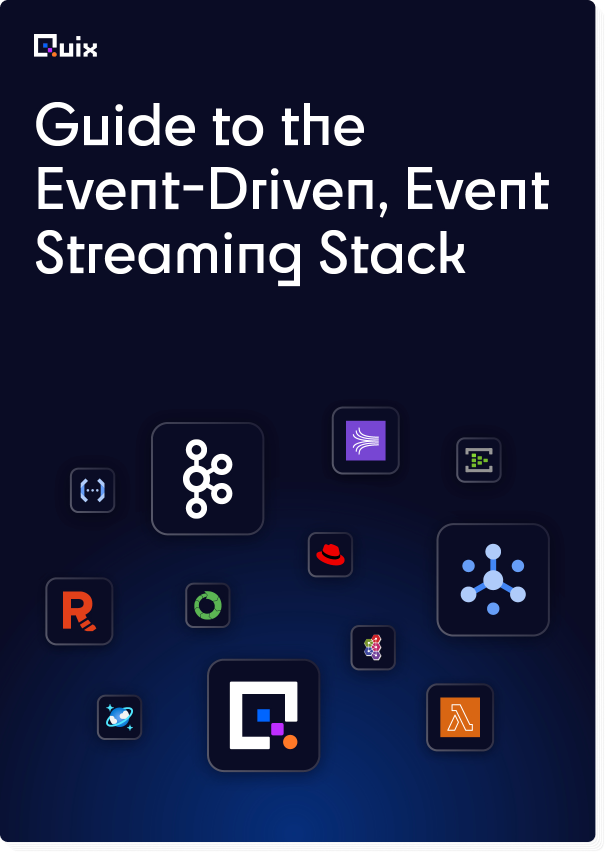 Quix
Guide to the
Event-Driven, Event
Streaming Stack
R